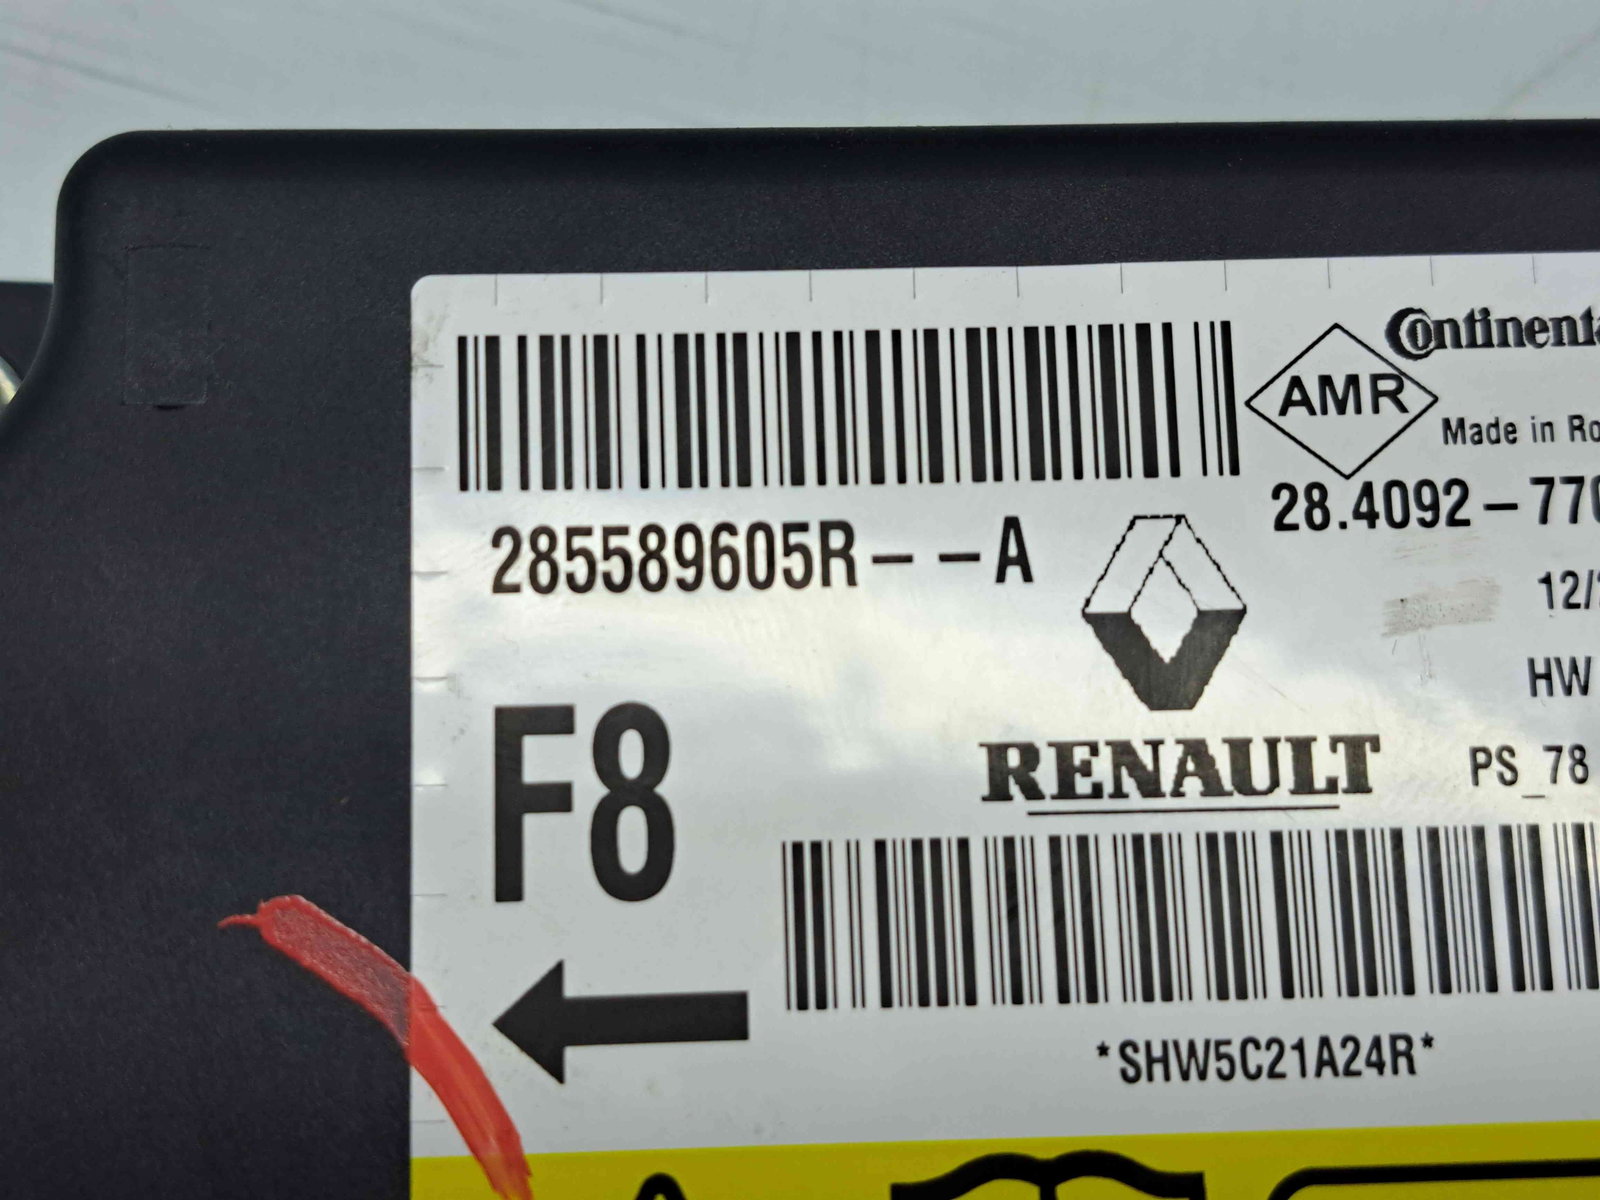 Continenta
AMR
Made in Ro
285589605R--A
28.4092-770
12/
HW
F8
RENAULT
PS_78
*SHW5C21A24R*